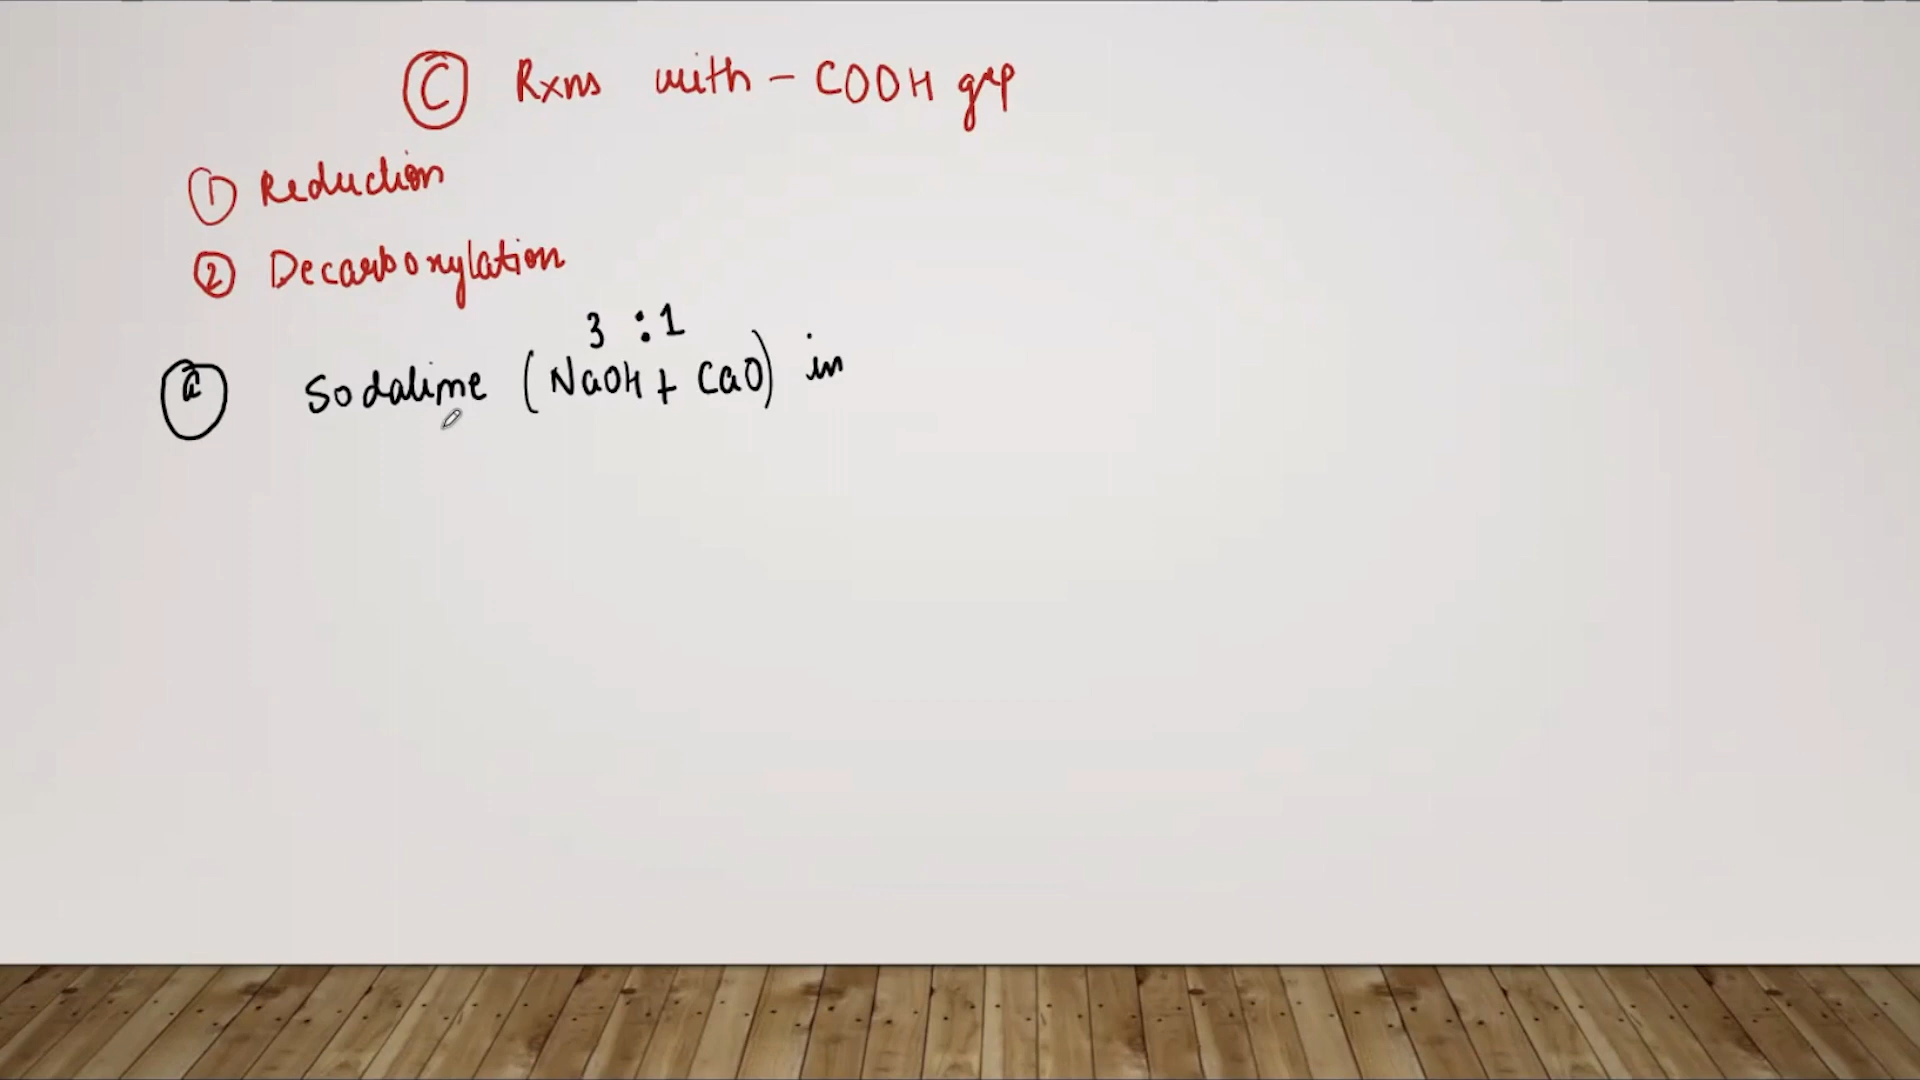 C Rxns with - COOH grp
1 Reduction
2 Decarboxylation
3 : 1
a Sodalime (NaOH + CaO) in